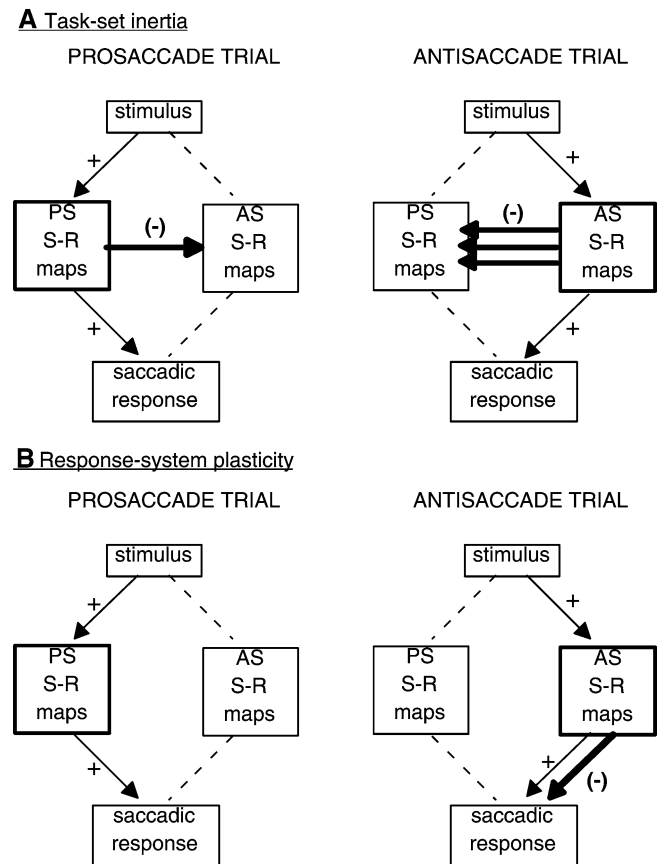 A Task-set inertia
PROSACCADE TRIAL
stimulus
+
PS
S-R
maps
(-)
AS
S-R
maps
+
saccadic
response
ANTISACCADE TRIAL
stimulus
+
PS
S-R
maps
(-)
AS
S-R
maps
+
saccadic
response
B Response-system plasticity
PROSACCADE TRIAL
stimulus
+
PS
S-R
maps
AS
S-R
maps
+
saccadic
response
ANTISACCADE TRIAL
stimulus
+
PS
S-R
maps
AS
S-R
maps
+
(-)
saccadic
response